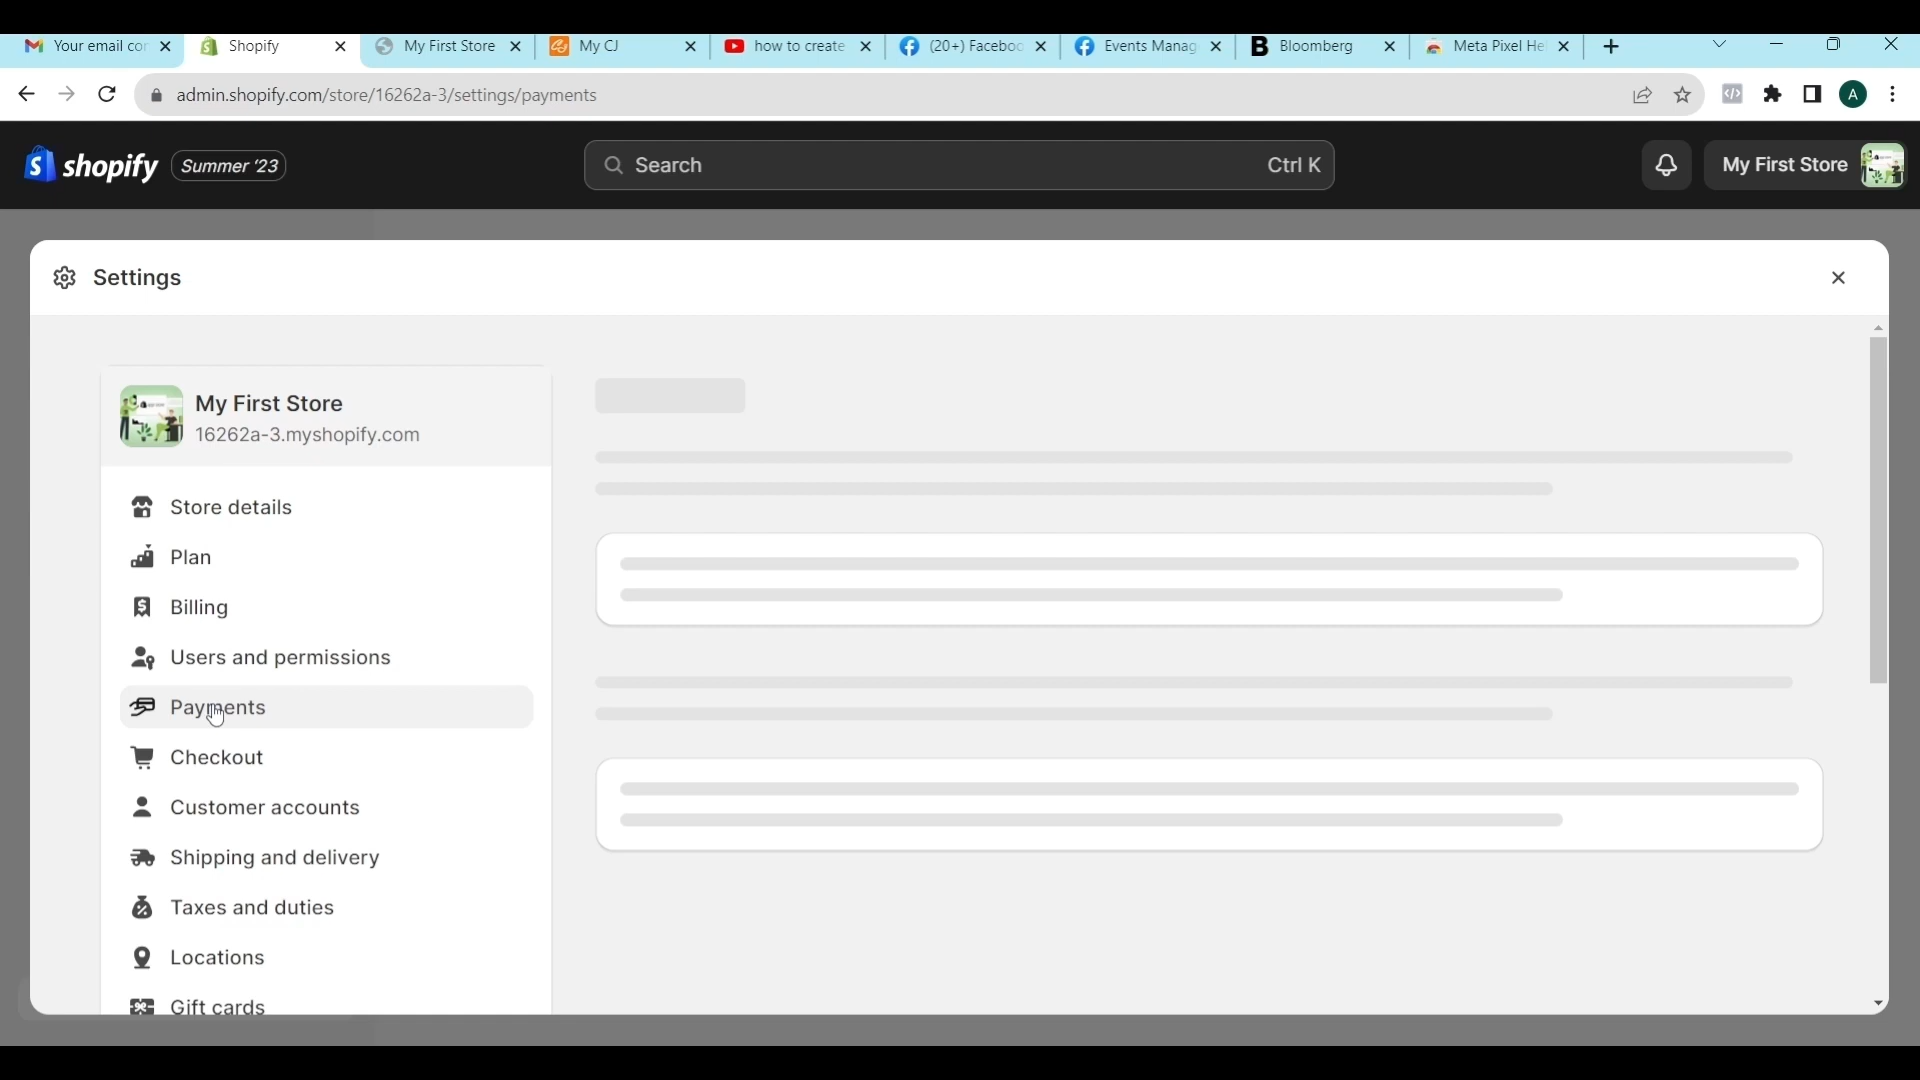 Your email cor
Shopify
My First Store
My CJ
how to create
(20+) Faceboo
Events Manag
Bloomberg
Meta Pixel He
admin.shopify.com/store/16262a-3/settings/payments
A
shopify
Summer '23
Search
Ctrl K
My First Store
Settings
My First Store
16262a-3.myshopify.com
Store details
Plan
Billing
Users and permissions
Payments
Checkout
Customer accounts
Shipping and delivery
Taxes and duties
Locations
Gift cards